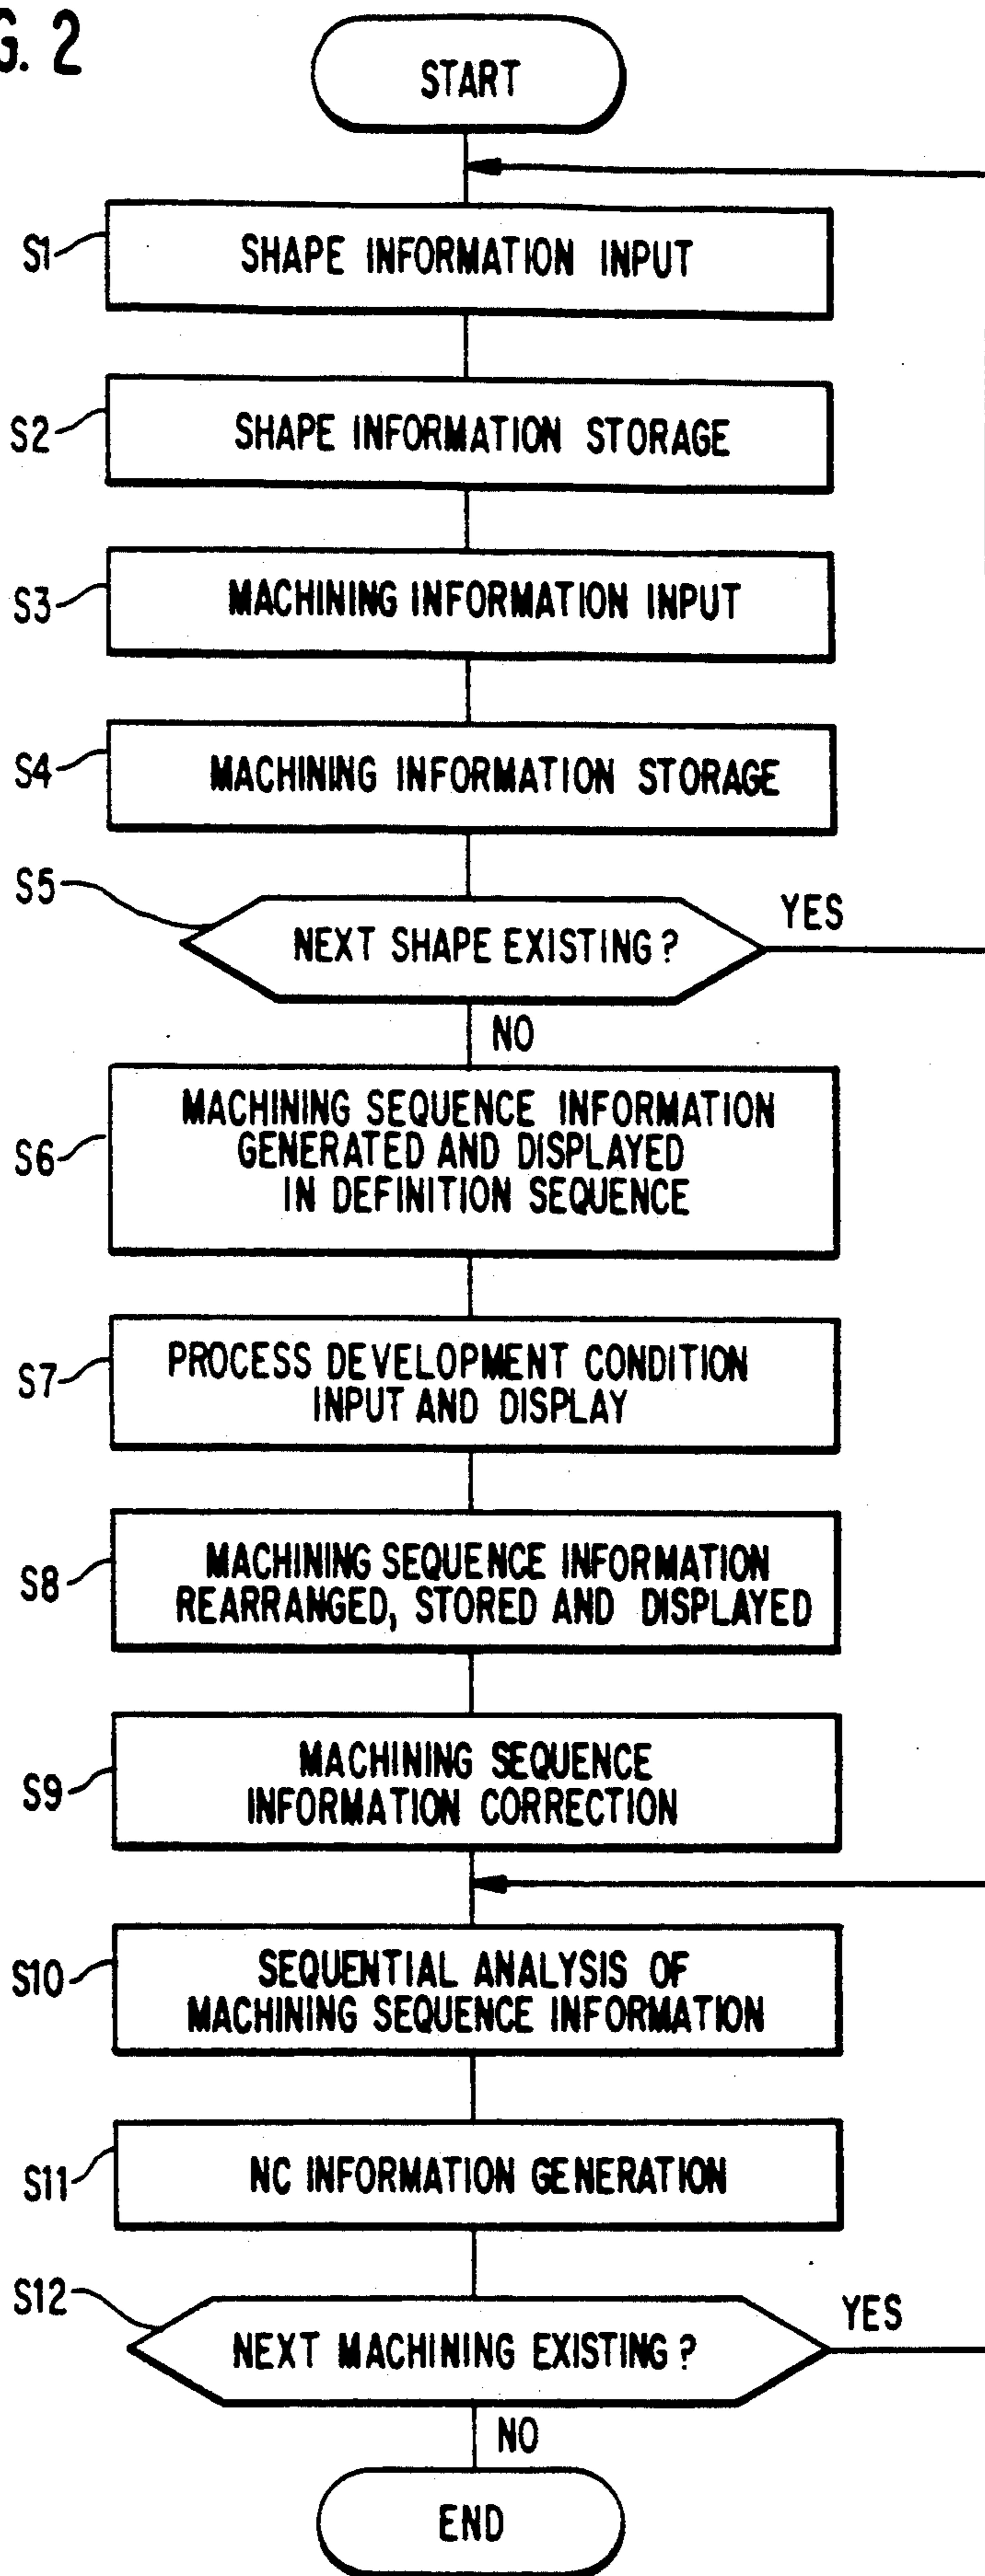 G. 2
START
S1
SHAPE INFORMATION INPUT
S2
SHAPE INFORMATION STORAGE
S3
MACHINING INFORMATION INPUT
S4
MACHINING INFORMATION STORAGE
S5
NEXT SHAPE EXISTING?
YES
NO
S6
MACHINING SEQUENCE INFORMATION
GENERATED AND DISPLAYED
IN DEFINITION SEQUENCE
S7
PROCESS DEVELOPMENT CONDITION
INPUT AND DISPLAY
S8
MACHINING SEQUENCE INFORMATION
REARRANGED, STORED AND DISPLAYED
S9
MACHINING SEQUENCE
INFORMATION CORRECTION
S10
SEQUENTIAL ANALYSIS OF
MACHINING SEQUENCE INFORMATION
S11
NC INFORMATION GENERATION
S12
NEXT MACHINING EXISTING?
YES
NO
END